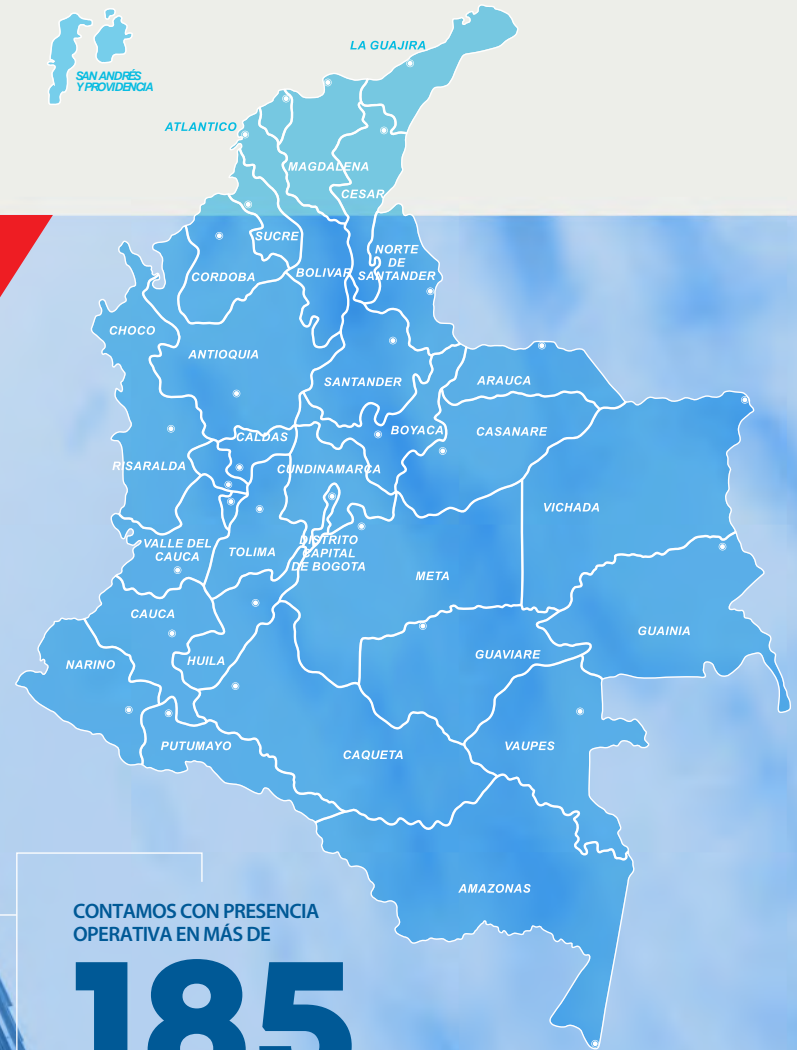 LA GUAJIRA
SAN ANDRÉS
Y PROVIDENCIA
ATLANTICO
MAGDALENA
CESAR
SUCRE
NORTE
DE
SANTANDER
CORDOBA
BOLIVAR
CHOCO
ANTIOQUIA
SANTANDER
ARAUCA
CALDAS
BOYACA
CASANARE
RISARALDA
CUNDINAMARCA
VICHADA
VALLE DEL
CAUCA
TOLIMA
DISTRITO
CAPITAL
DE BOGOTA
META
CAUCA
GUAINIA
NARINO
HUILA
GUAVIARE
PUTUMAYO
CAQUETA
VAUPES
AMAZONAS
CONTAMOS CON PRESENCIA
OPERATIVA EN MÁS DE
185